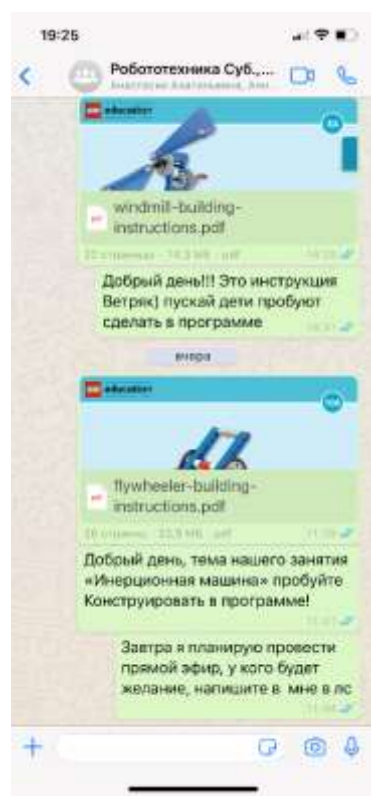 19:25
Робототехника Суб.,...
education
windmill-building-
instructions.pdf
Добрый день!!! Это инструкция
Ветряк) пускай дети пробуют
сделать в программе
вчера
education
flywheeler-building-
instructions.pdf
Добрый день, тема нашего занятия
«Инерционная машина» пробуйте
Конструировать в программе!
Завтра я планирую провести
прямой эфир, у кого будет
желание, напишите в мне в лс